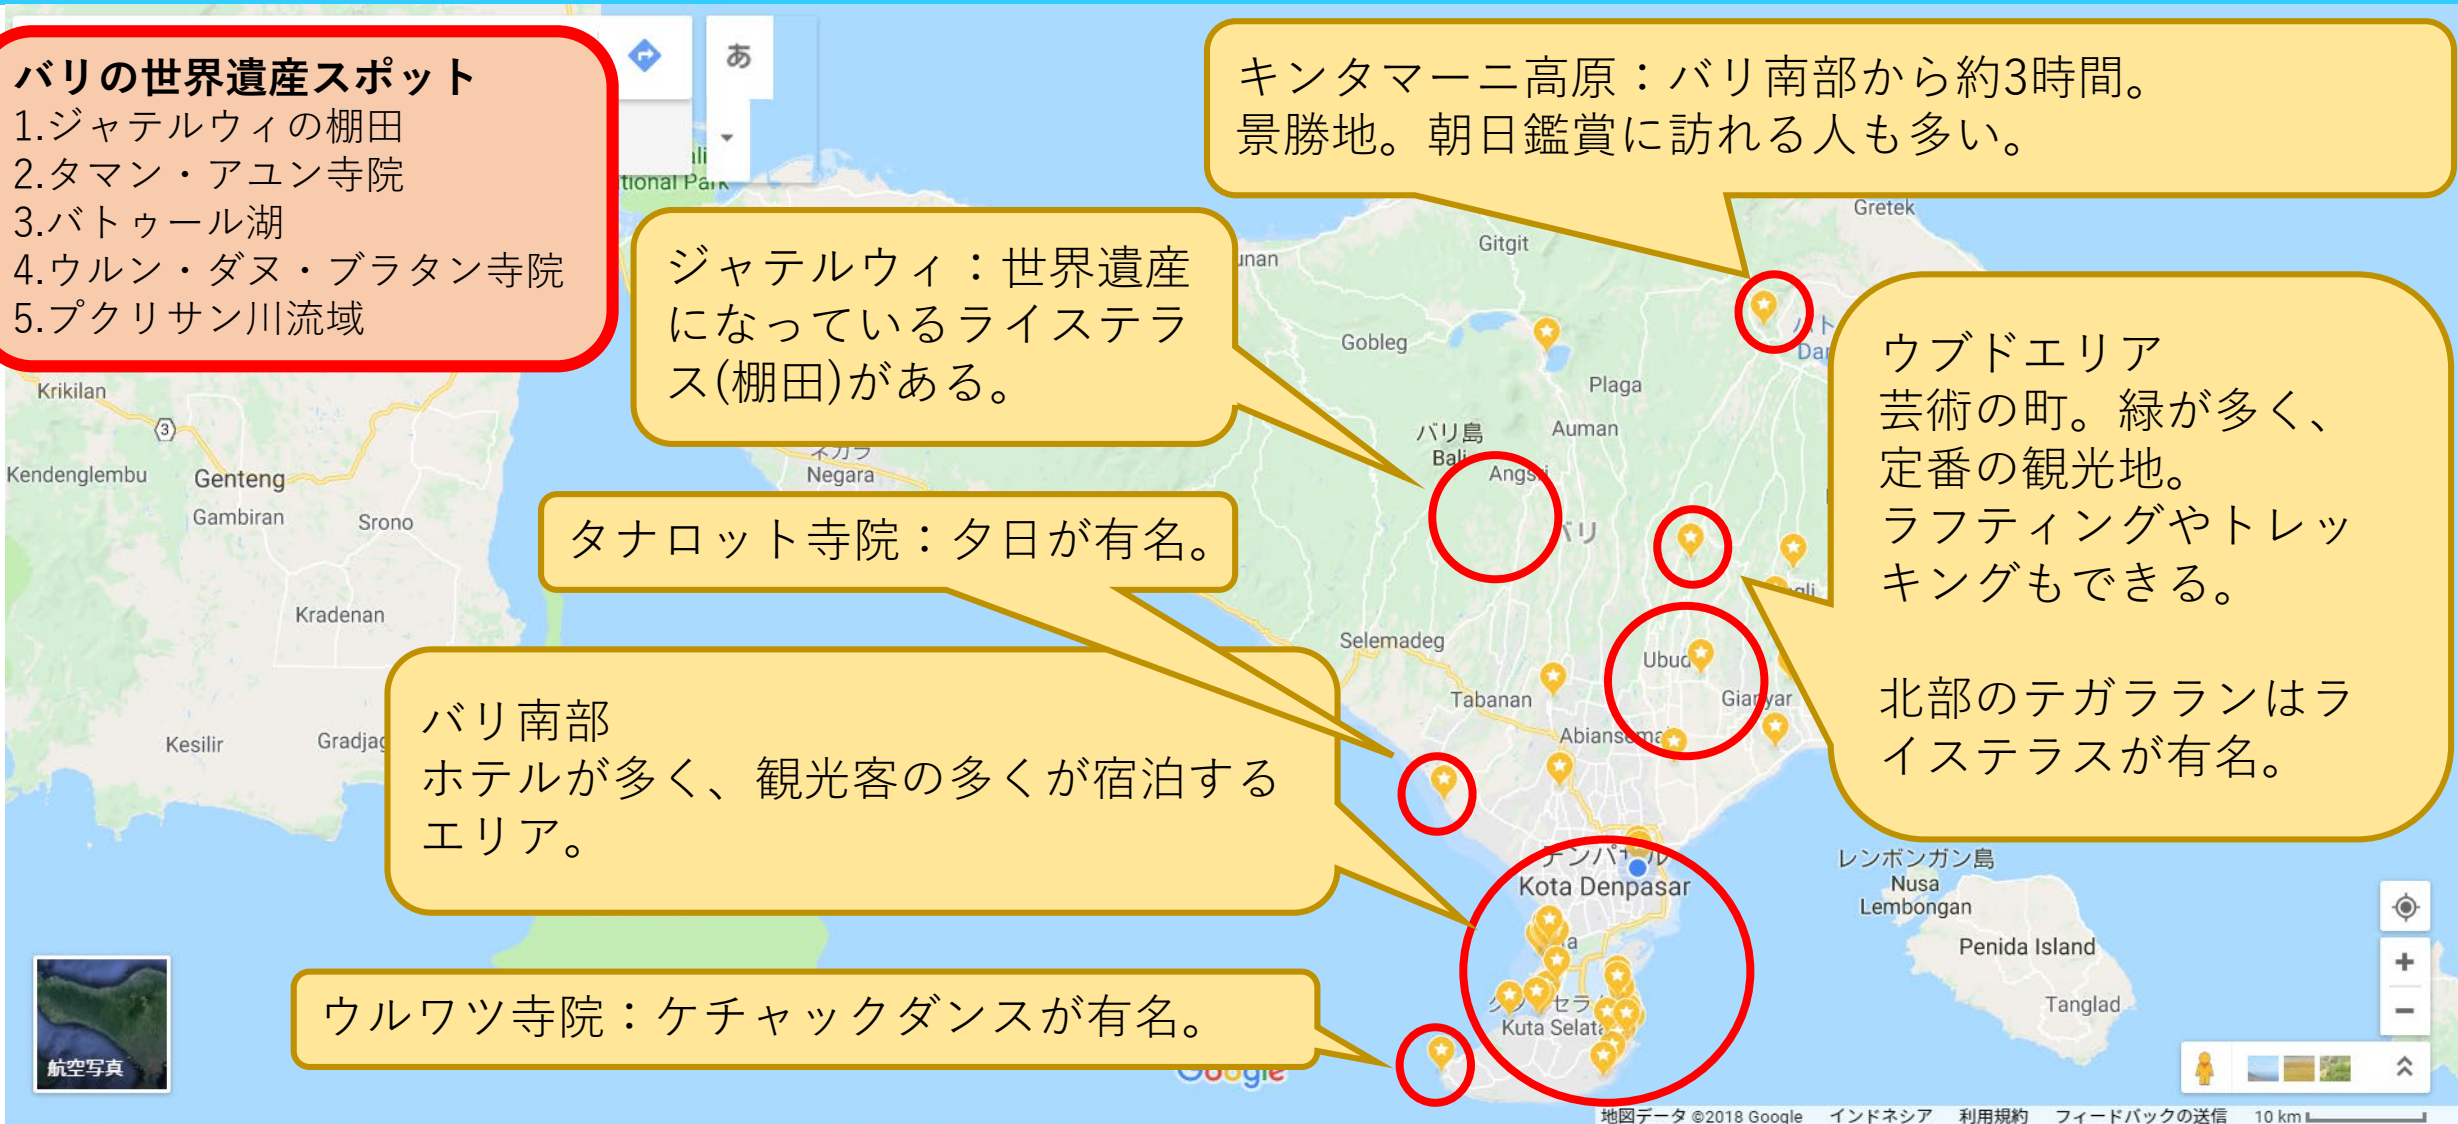 バリの世界遺産スポット
1.ジャテルウィの棚田
2.タマン・アユン寺院
3.バトゥール湖
4.ウルン・ダヌ・ブラタン寺院
5.プクリサン川流域
あ
キンタマーニ高原：バリ南部から約3時間。
景勝地。朝日鑑賞に訪れる人も多い。
ジャテルウィ：世界遺産
になっているライステラ
ス(棚田)がある。
ウブドエリア
芸術の町。緑が多く、
定番の観光地。
ラフティングやトレッ
キングもできる。
北部のテガラランはラ
イステラスが有名。
タナロット寺院：夕日が有名。
バリ南部
ホテルが多く、観光客の多くが宿泊する
エリア。
ウルワツ寺院：ケチャックダンスが有名。
Gretek
Gitgit
Gobleg
Plaga
バリ島
Bali
Auman
バリ
Krikilan
3
Kendenglembu
Genteng
Gambiran
Srono
ネガラ
Negara
Kradenan
Kesilir
Selemadeg
Ubud
Tabanan
Gianyar
Kota Denpasar
レンボンガン島
Nusa
Lembongan
Penida Island
Tanglad
航空写真
Google
地図データ ©2018 Google インドネシア 利用規約 フィードバックの送信 10 km